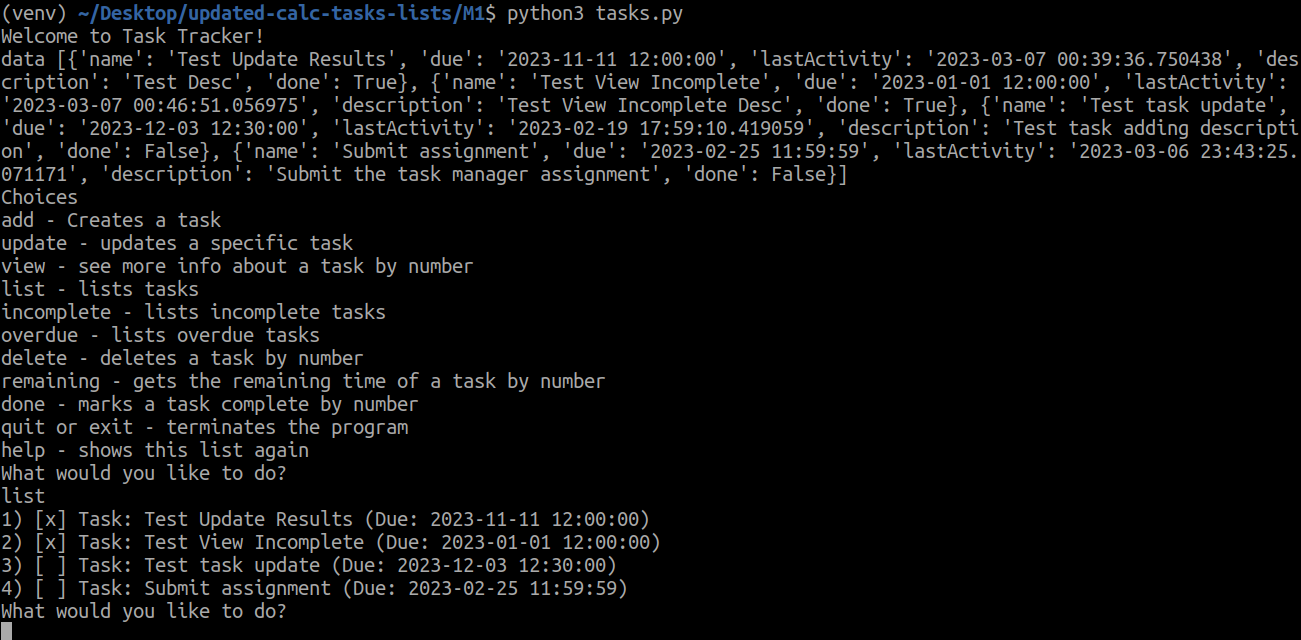 (venv) ~/Desktop/updated-calc-tasks-lists/M1$ python3 tasks.py
Welcome to Task Tracker!
data [{'name': 'Test Update Results', 'due': '2023-11-11 12:00:00', 'lastActivity': '2023-03-07 00:39:36.750438', 'des
cription': 'Test Desc', 'done': True}, {'name': 'Test View Incomplete', 'due': '2023-01-01 12:00:00', 'lastActivity':
'2023-03-07 00:46:51.056975', 'description': 'Test View Incomplete Desc', 'done': True}, {'name': 'Test task update',
'due': '2023-12-03 12:30:00', 'lastActivity': '2023-02-19 17:59:10.419059', 'description': 'Test task adding descripti
on', 'done': False}, {'name': 'Submit assignment', 'due': '2023-02-25 11:59:59', 'lastActivity': '2023-03-06 23:43:25.
071171', 'description': 'Submit the task manager assignment', 'done': False}]
Choices
add - Creates a task
update - updates a specific task
view - see more info about a task by number
list - lists tasks
incomplete - lists incomplete tasks
overdue - lists overdue tasks
delete - deletes a task by number
remaining - gets the remaining time of a task by number
done - marks a task complete by number
quit or exit - terminates the program
help - shows this list again
What would you like to do?
list
1) [x] Task: Test Update Results (Due: 2023-11-11 12:00:00)
2) [x] Task: Test View Incomplete (Due: 2023-01-01 12:00:00)
3) [ ] Task: Test task update (Due: 2023-12-03 12:30:00)
4) [ ] Task: Submit assignment (Due: 2023-02-25 11:59:59)
What would you like to do?